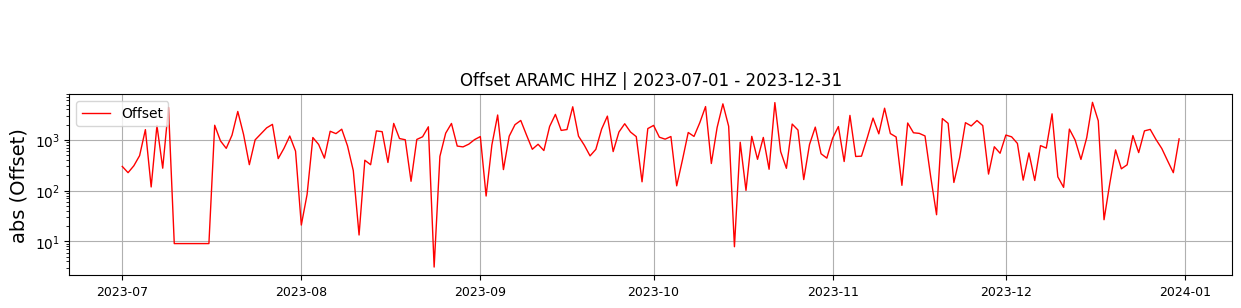 Offset ARAMC HHZ | 2023-07-01 - 2023-12-31
Offset
abs (Offset)
10³
10²
10¹
2023-07 2023-08 2023-09 2023-10 2023-11 2023-12 2024-01